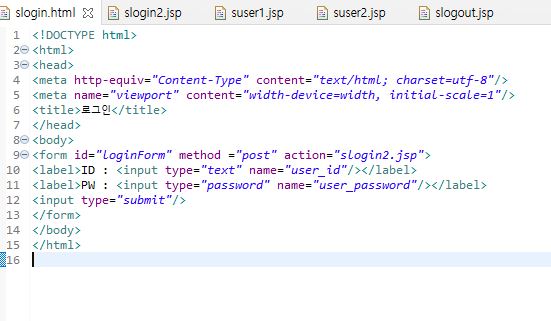 slogin.html slogin2.jsp suser1.jsp suser2.jsp slogout.jsp
1 <!DOCTYPE html>
2 <html>
3 <head>
4 <meta http-equiv="Content-Type" content="text/html; charset=utf-8"/>
5 <meta name="viewport" content="width-device=width, initial-scale=1"/>
6 <title>로그인</title>
7 </head>
8 <body>
9 <form id="loginForm" method ="post" action="slogin2.jsp">
10 <label>ID : <input type="text" name="user_id"/></label>
11 <label>PW : <input type="password" name="user_password"/></label>
12 <input type="submit"/>
13 </form>
14 </body>
15 </html>
16